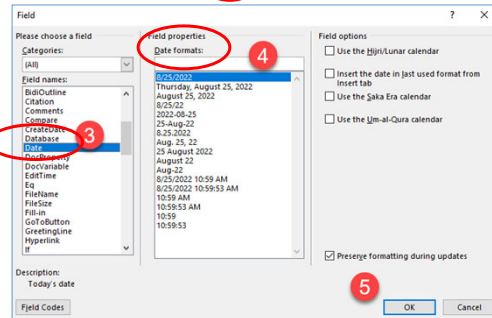 Field
? X
Please choose a field
Categories:
(All)
Field names:
BidiOutline
Citation
Comments
Compare
CreateDate
Database
Date
DocProperty
DocVariable
EditTime
Eq
FileName
FileSize
Fill-in
GoToButton
GreetingLine
Hyperlink
If
3
Field properties
Date formats:
4
8/25/2022
Thursday, August 25, 2022
August 25, 2022
8/25/22
2022-08-25
25-Aug-22
8.25.2022
Aug. 25, 22
25 August 2022
August 22
Aug-22
8/25/2022 10:59 AM
8/25/2022 10:59:53 AM
10:59 AM
10:59:53 AM
10:59
10:59:53
Field options
Use the Hijri/Lunar calendar
Insert the date in last used format from
Insert tab
Use the Saka Era calendar
Use the Um-al-Qura calendar
Preserve formatting during updates
Description:
Today's date
5
Field Codes
OK
Cancel